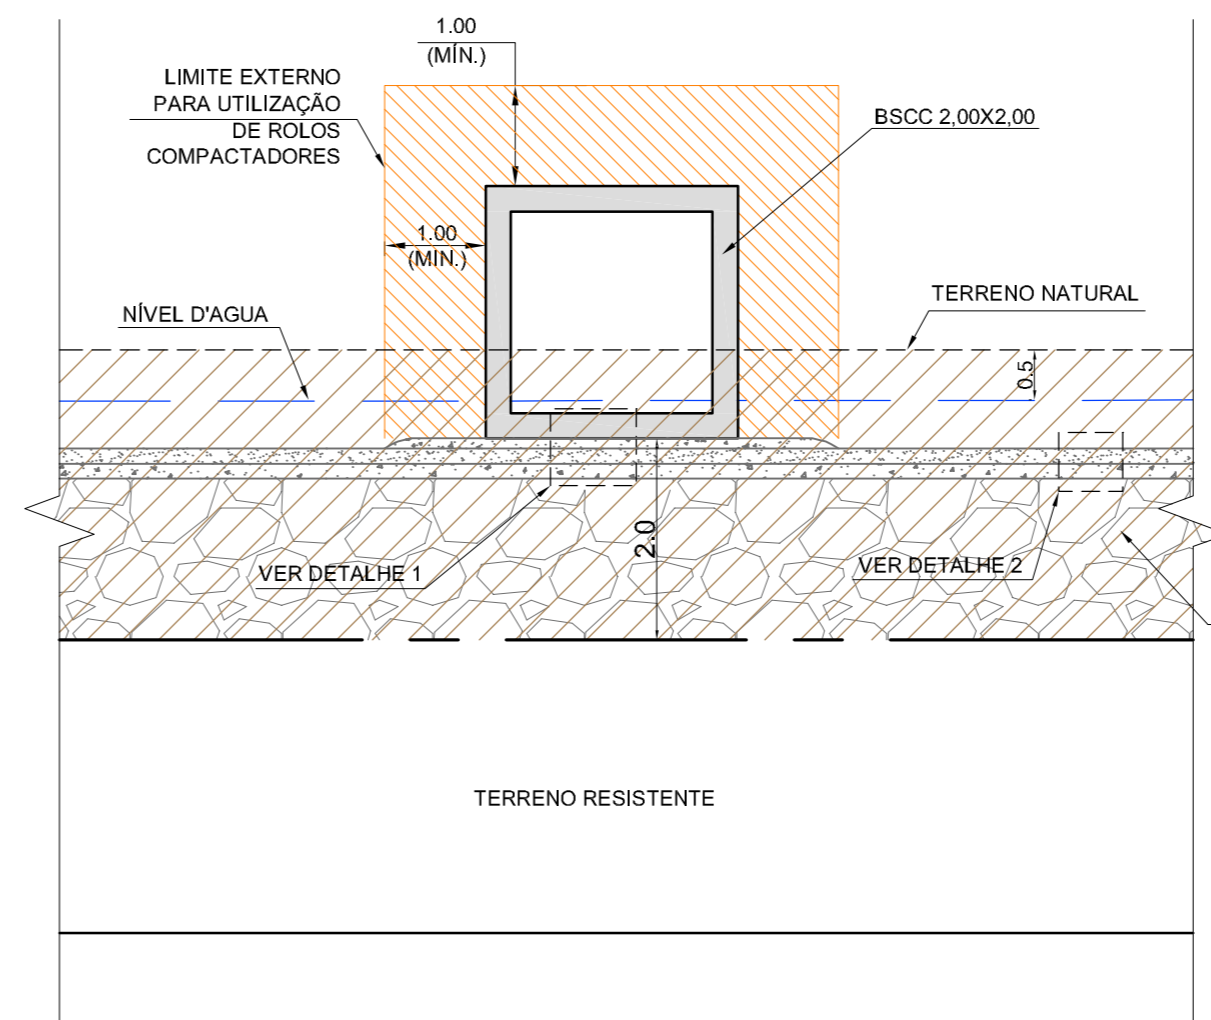 1.00
(MÍN.)
LIMITE EXTERNO
PARA UTILIZAÇÃO
DE ROLOS
COMPACTADORES
BSCC 2,00X2,00
1.00
(MÍN.)
NÍVEL D'AGUA
TERRENO NATURAL
0.5
2.0
VER DETALHE 1
VER DETALHE 2
TERRENO RESISTENTE